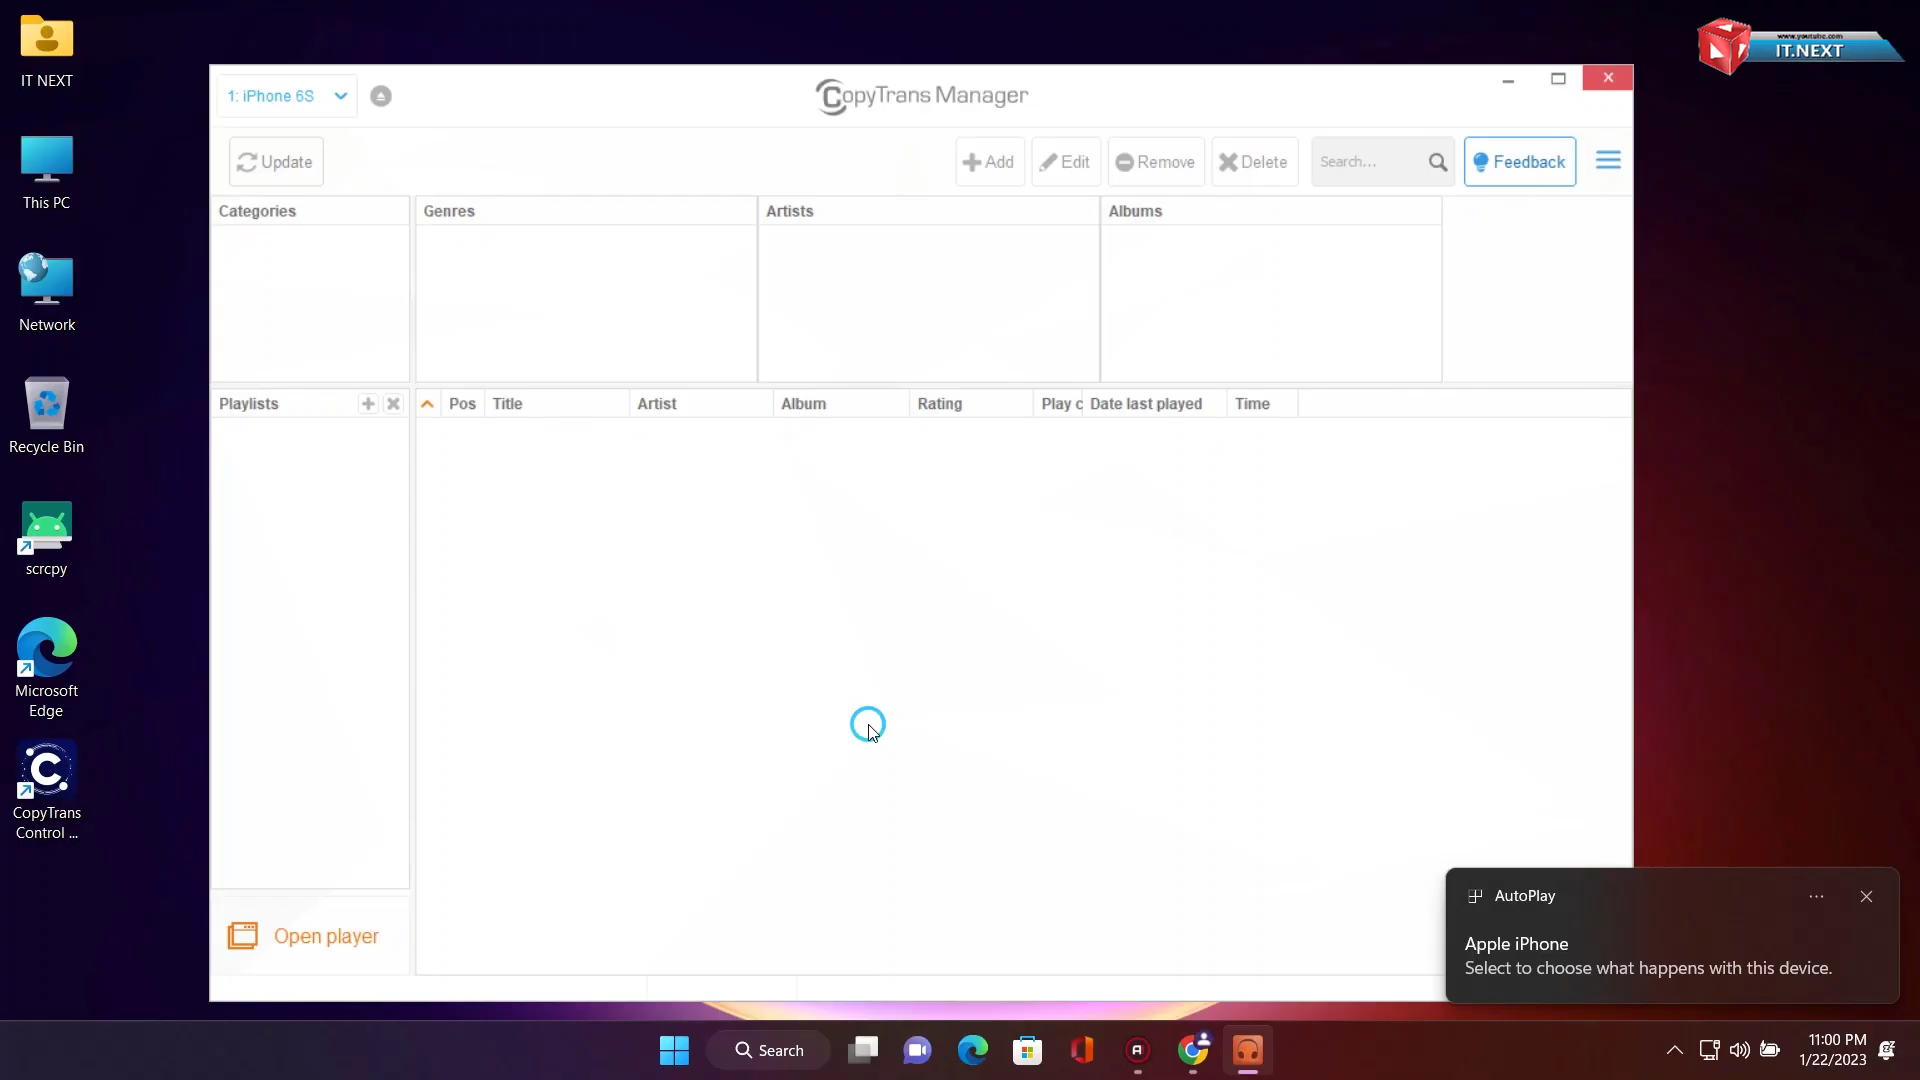 IT NEXT
This PC
Network
Recycle Bin
scrcpy
Microsoft
Edge
CopyTrans
Control ...
www.youtube.com
IT.NEXT
1: iPhone 6S
CopyTrans Manager
Update
Add
Edit
Remove
Delete
Search...
Feedback
Categories
Genres
Artists
Albums
Playlists
Pos
Title
Artist
Album
Rating
Play c
Date last played
Time
Open player
AutoPlay
Apple iPhone
Select to choose what happens with this device.
Search
11:00 PM
1/22/2023